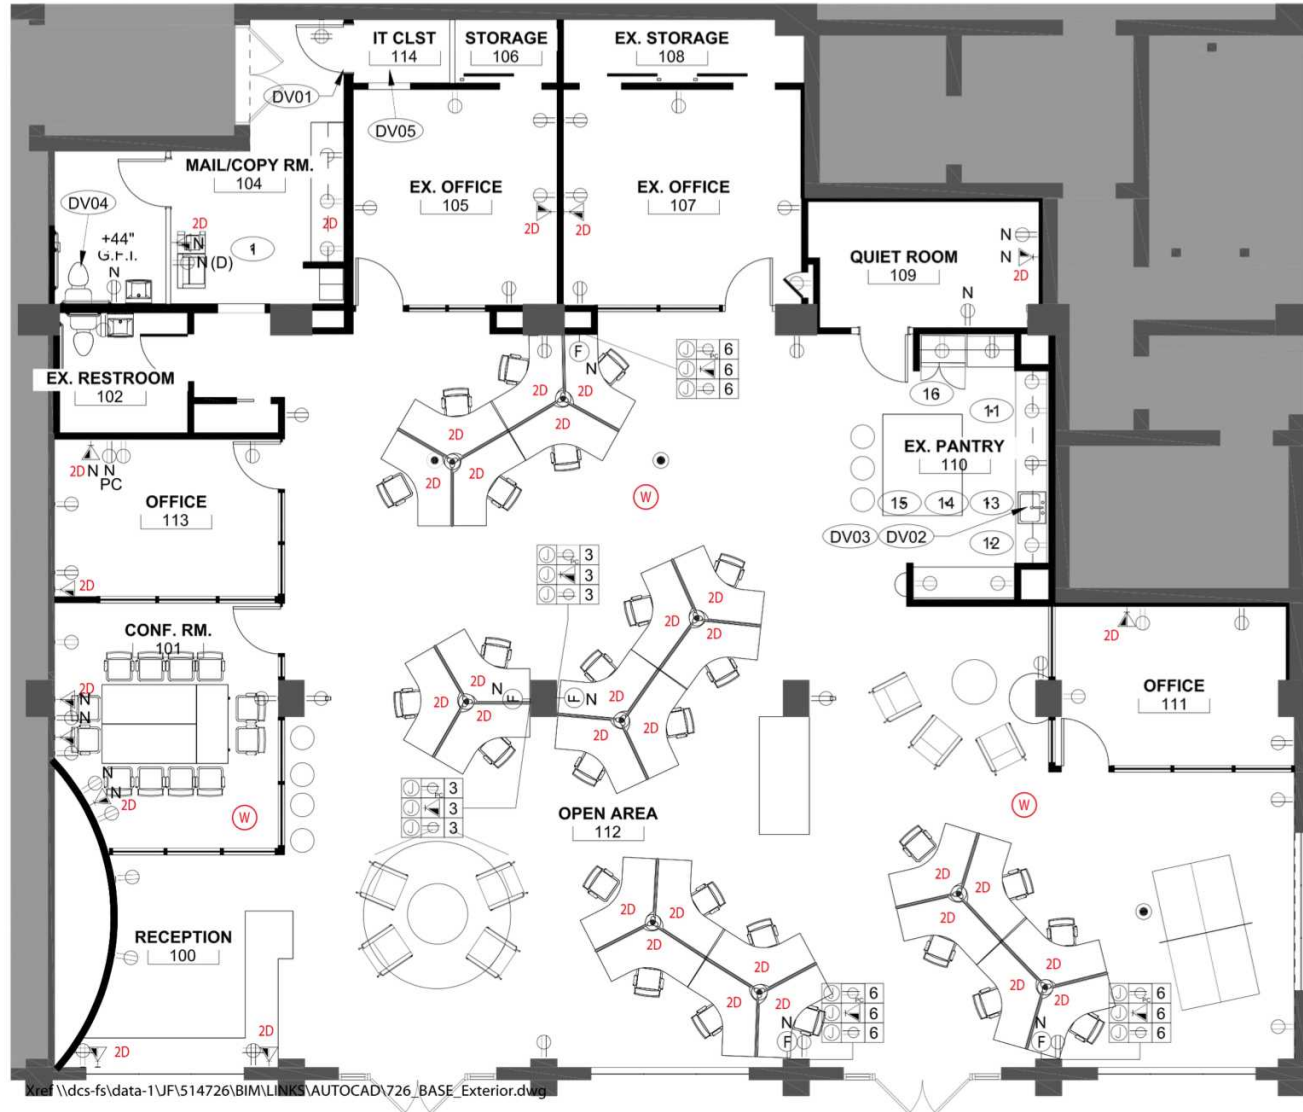 IT CLST
114
STORAGE
106
EX. STORAGE
108
DV01
DV05
MAIL/COPY RM.
104
EX. OFFICE
105
EX. OFFICE
107
DV04
2D
2D
2D
2D
+44"
G.F.I.
N
N
N(D)
1
QUIET ROOM
109
N
N
2D
N
EX. RESTROOM
102
F
N
J PC 6
J 6
J 6
2D
2D
2D
2D
2D
2D
16
11
EX. PANTRY
110
15
14
13
DV03
DV02
12
2D N N
PC
OFFICE
113
2D
W
J PC 3
J 3
J 3
2D
2D
2D
2D
2D
2D
CONF. RM.
101
2D
N
N
N
2D
W
2D
2D
2D
N F
F N
2D
OFFICE
111
J PC 3
J 3
J 3
OPEN AREA
112
W
RECEPTION
100
2D
2D
2D
2D
2D
2D
2D
2D
2D
2D
2D
2D
2D
2D
J PC 6
J 6
J 6
N
F
J PC 6
J 6
J 6
N
F
Xref \\dcs-fs\data-1\JF\514726\BIM\LINKS\AUTOCAD\726_BASE_Exterior.dwg